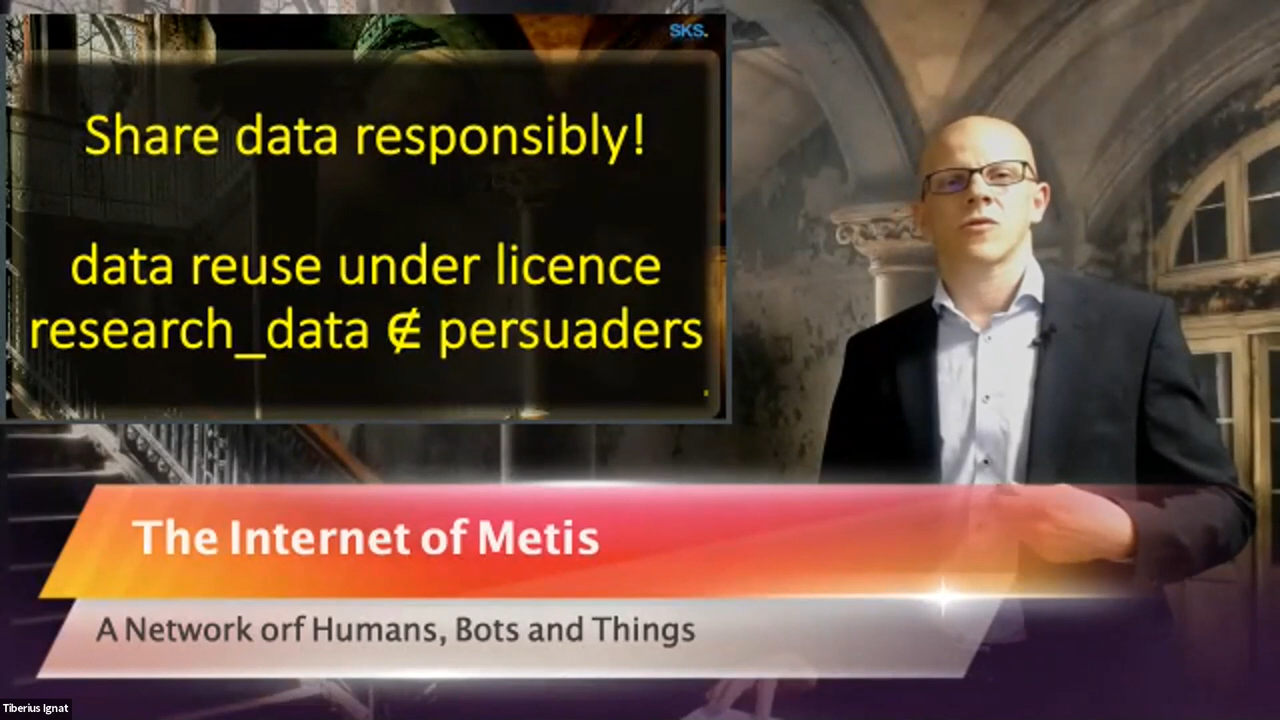 SKS.
Share data responsibly!
data reuse under licence
research_data ∉ persuaders
The Internet of Metis
A Network orf Humans, Bots and Things
Tiberius Ignat